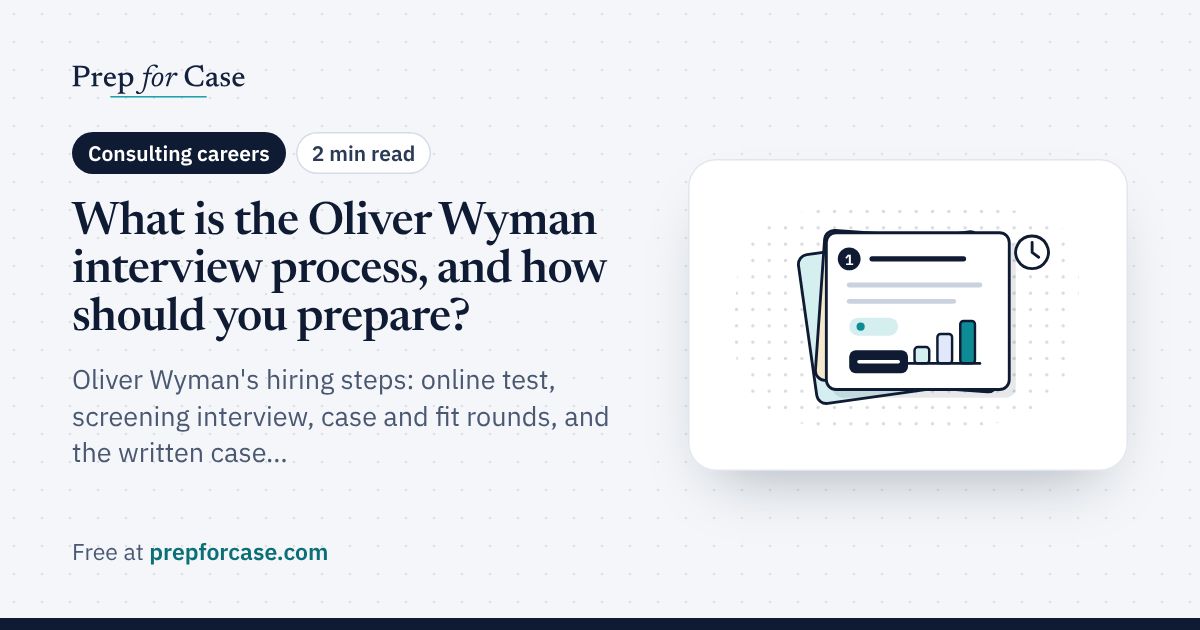 Prep for Case
Consulting careers
2 min read
What is the Oliver Wyman
interview process, and how
should you prepare?
Oliver Wyman's hiring steps: online test,
screening interview, case and fit rounds, and
the written case...
1
Free at prepforcase.com